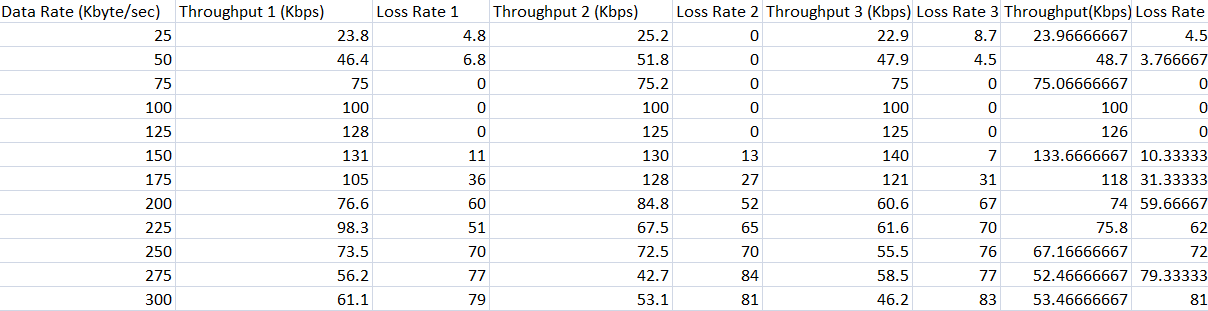 Data Rate (Kbyte/sec) Throughput 1 (Kbps) Loss Rate 1 Throughput 2 (Kbps) Loss Rate 2 Throughput 3 (Kbps) Loss Rate 3 Throughput(Kbps) Loss Rate
25 23.8 4.8 25.2 0 22.9 8.7 23.96666667 4.5
50 46.4 6.8 51.8 0 47.9 4.5 48.7 3.766667
75 75 0 75.2 0 75 0 75.06666667 0
100 100 0 100 0 100 0 100 0
125 128 0 125 0 125 0 126 0
150 131 11 130 13 140 7 133.6666667 10.33333
175 105 36 128 27 121 31 118 31.33333
200 76.6 60 84.8 52 60.6 67 74 59.66667
225 98.3 51 67.5 65 61.6 70 75.8 62
250 73.5 70 72.5 70 55.5 76 67.16666667 72
275 56.2 77 42.7 84 58.5 77 52.46666667 79.33333
300 61.1 79 53.1 81 46.2 83 53.46666667 81